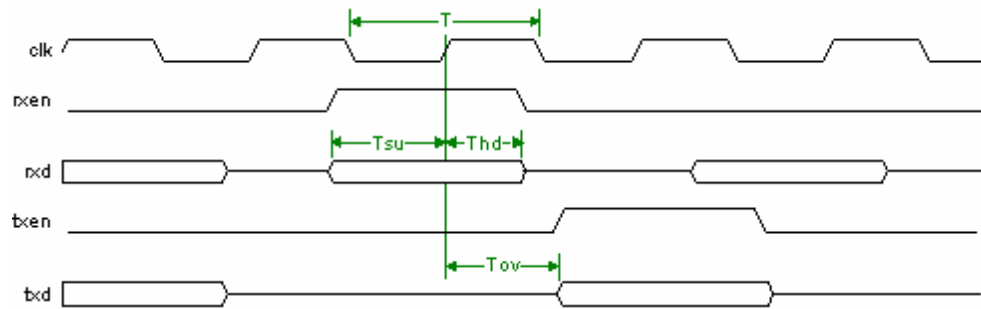 T
clk
rxen
Tsu Thd
rxd
txen
Tov
txd